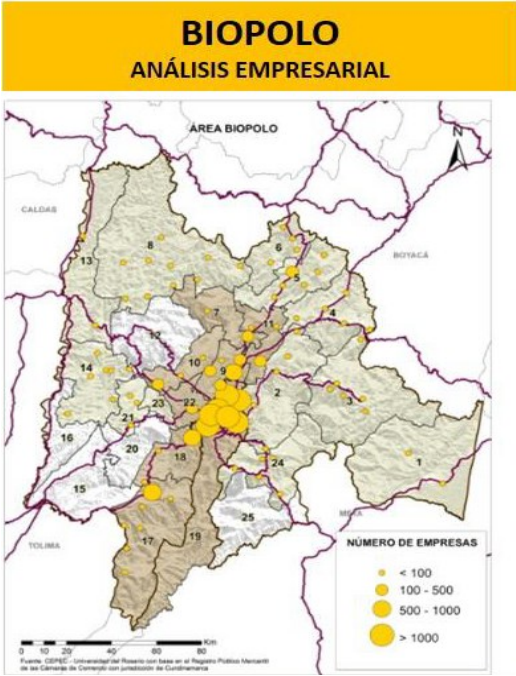 BIOPOLO
ANÁLISIS EMPRESARIAL
ÁREA BIOPOLO
N
CALDAS
BOYACÁ
8
6
13
5
7
4
11
12
10
9
14
2
23
22
21
16
20
24
1
18
15
25
META
17
19
TOLIMA
NÚMERO DE EMPRESAS
< 100
100 - 500
500 - 1000
> 1000
Km
0 10 20 40 60 80
Fuente: CEPEC - Universidad del Rosario con base en el Registro Público Mercantil
de las Cámaras de Comercio con jurisdicción de Cundinamarca